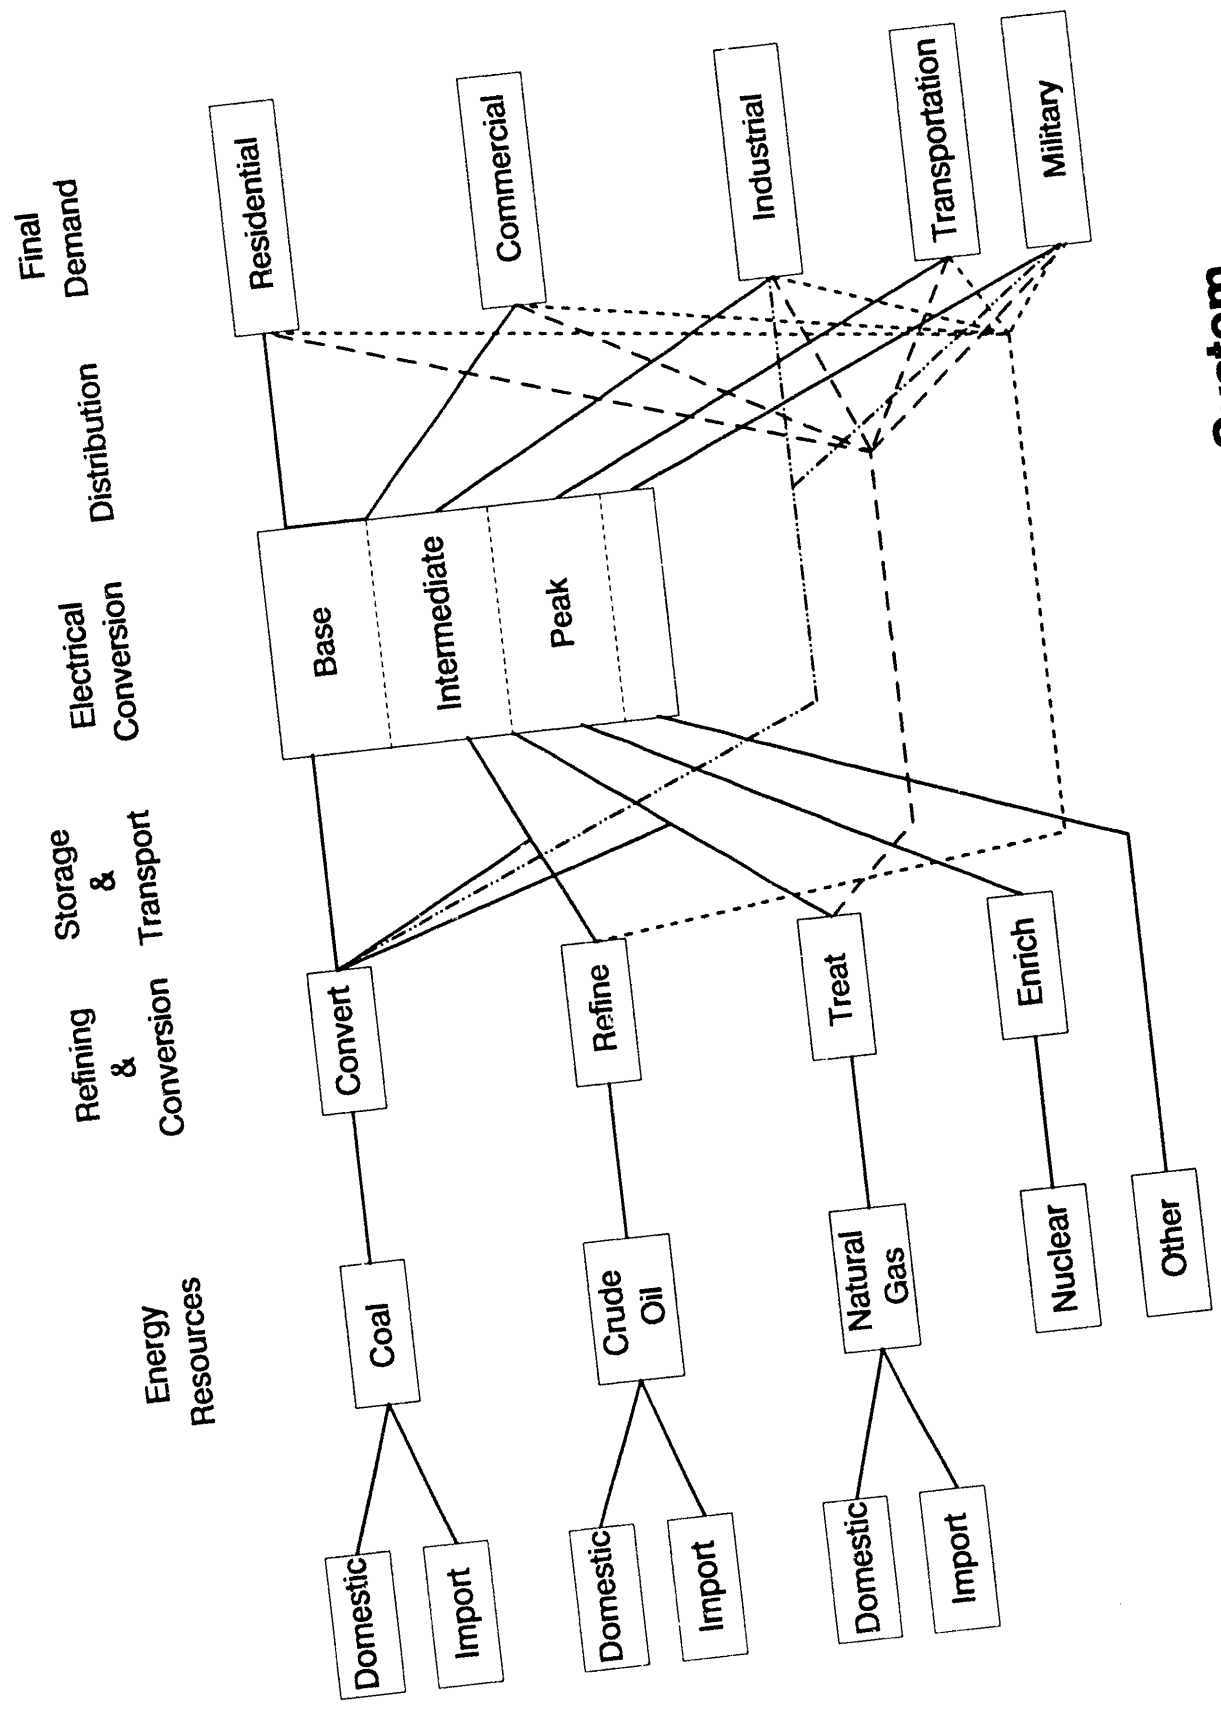 Energy
Resources
Refining
&
Conversion
Storage
&
Transport
Electrical
Conversion
Distribution
Final
Demand
Domestic
Import
Coal
Convert
Base
Residential
Domestic
Import
Crude
Oil
Refine
Intermediate
Commercial
Domestic
Import
Natural
Gas
Treat
Peak
Industrial
Nuclear
Enrich
Transportation
Other
Military